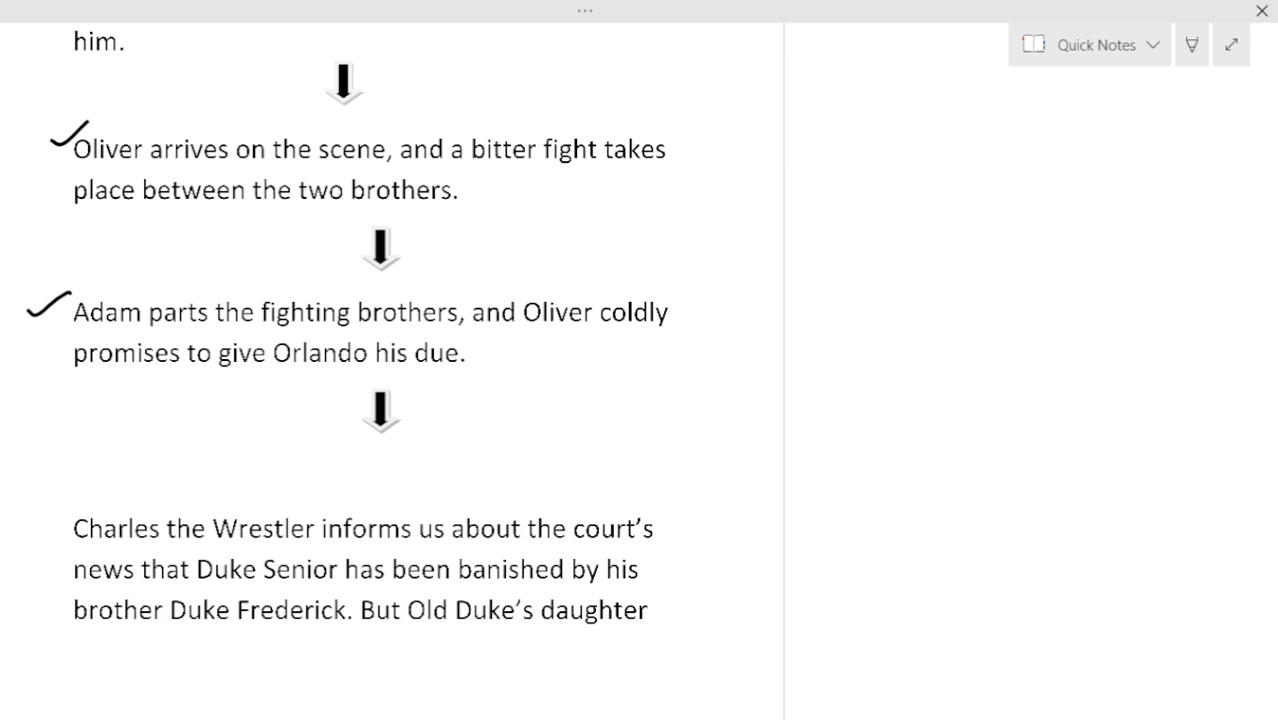 him.
Quick Notes
Oliver arrives on the scene, and a bitter fight takes
place between the two brothers.
Adam parts the fighting brothers, and Oliver coldly
promises to give Orlando his due.
Charles the Wrestler informs us about the court's
news that Duke Senior has been banished by his
brother Duke Frederick. But Old Duke's daughter